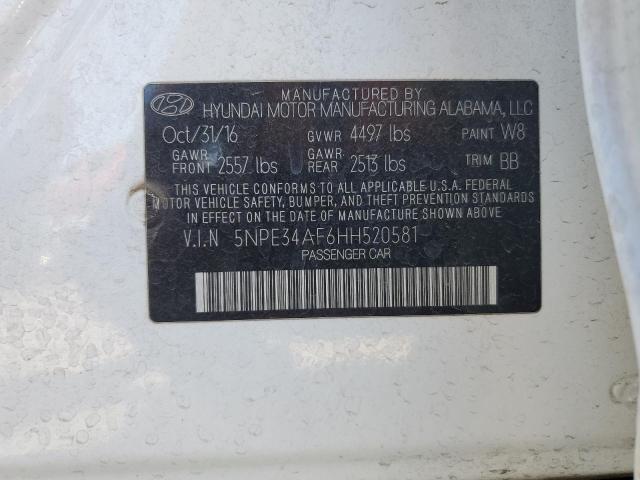 MANUFACTURED BY
HYUNDAI MOTOR MANUFACTURING ALABAMA, LLC
Oct/31/16 GVWR 4497 lbs PAINT W8
GAWR FRONT 2557 lbs GAWR REAR 2513 lbs TRIM BB
THIS VEHICLE CONFORMS TO ALL APPLICABLE U.S.A. FEDERAL
MOTOR VEHICLE SAFETY, BUMPER, AND THEFT PREVENTION
STANDARDS IN EFFECT ON THE DATE OF MANUFACTURE SHOWN ABOVE.
V.I.N 5NPE34AF6HH520581
PASSENGER CAR